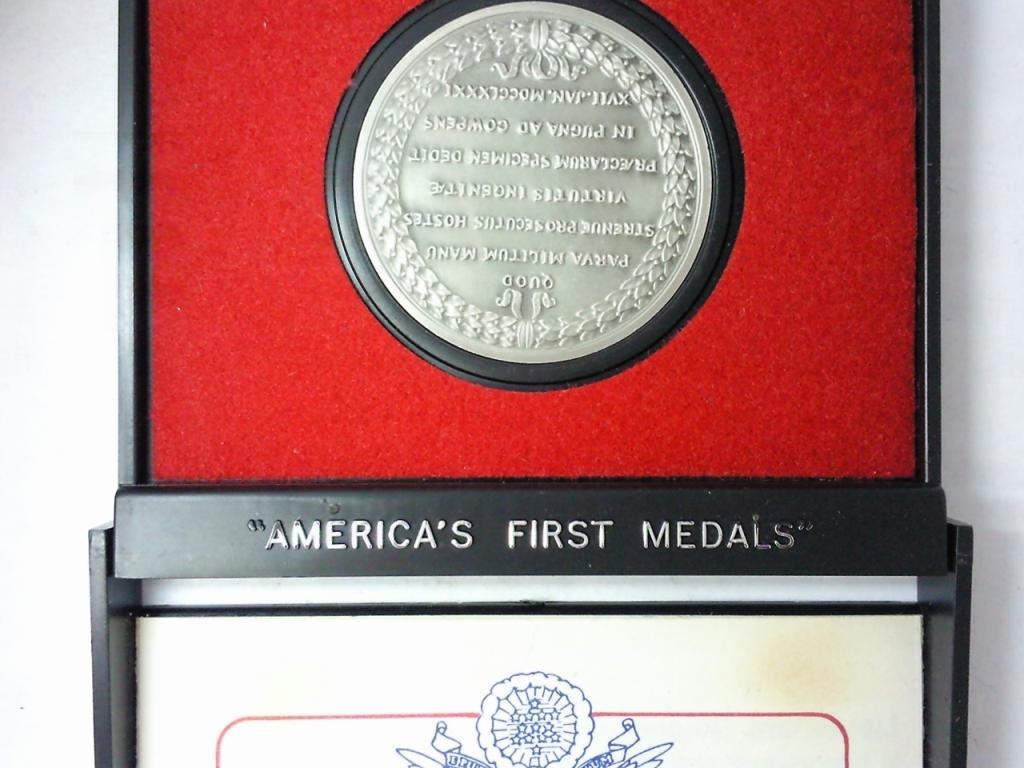 QUOD
PARVA MILITUM MANU
STRENUE PROSECUTUS HOSTES
VIRTUTIS INGENITÆ
PRÆCLARUM SPECIMEN DEDIT
IN PUGNA AD COWPENS
XVII. JAN. MDCCLXXXI
"AMERICA'S FIRST MEDALS"